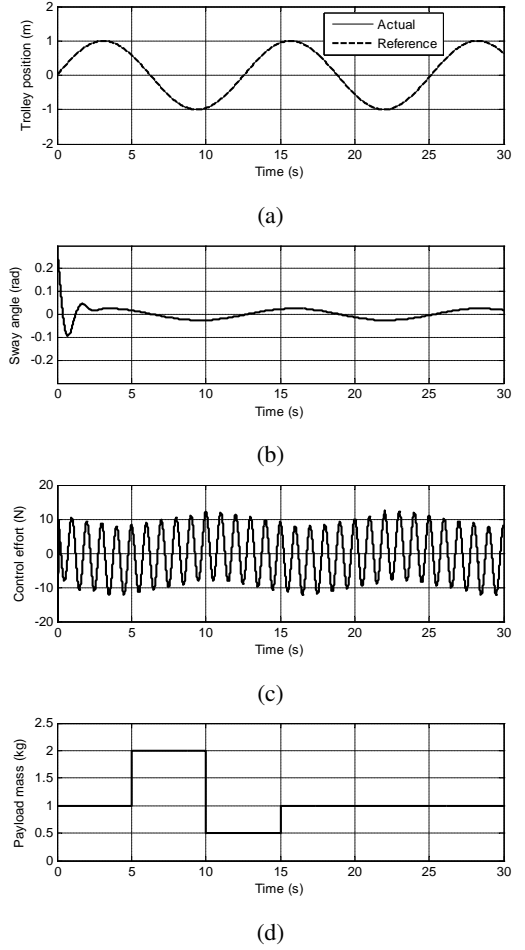 2
Actual
Reference
1
0
-1
-2
Trolley position (m)
0 5 10 15 20 25 30
Time (s)
(a)
0.2
0.1
0
-0.1
-0.2
Sway angle (rad)
0 5 10 15 20 25 30
Time (s)
(b)
20
10
0
-10
-20
Control effort (N)
0 5 10 15 20 25 30
Time (s)
(c)
2.5
2
1.5
1
0.5
0
Payload mass (kg)
0 5 10 15 20 25 30
Time (s)
(d)